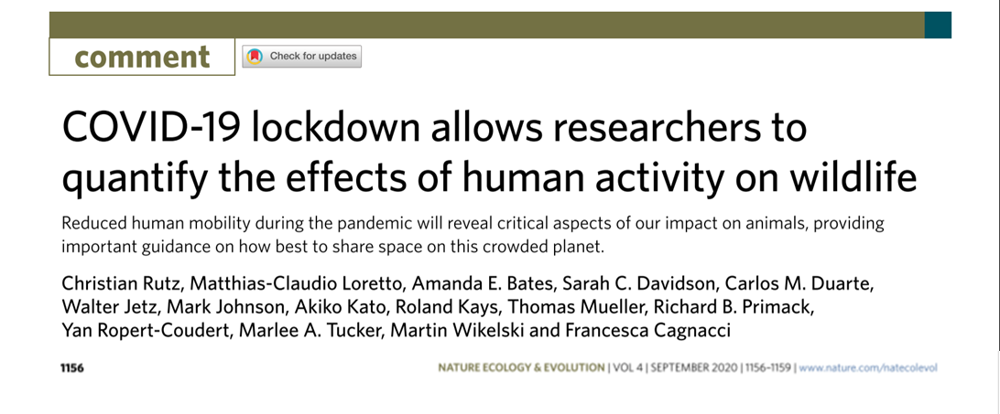 comment
Check for updates
COVID-19 lockdown allows researchers to
quantify the effects of human activity on wildlife
Reduced human mobility during the pandemic will reveal critical aspects of our impact on animals, providing
important guidance on how best to share space on this crowded planet.
Christian Rutz, Matthias-Claudio Loretto, Amanda E. Bates, Sarah C. Davidson, Carlos M. Duarte,
Walter Jetz, Mark Johnson, Akiko Kato, Roland Kays, Thomas Mueller, Richard B. Primack,
Yan Ropert-Coudert, Marlee A. Tucker, Martin Wikelski and Francesca Cagnacci
1156
NATURE ECOLOGY & EVOLUTION | VOL 4 | SEPTEMBER 2020 | 1156–1159 | www.nature.com/natecolevol